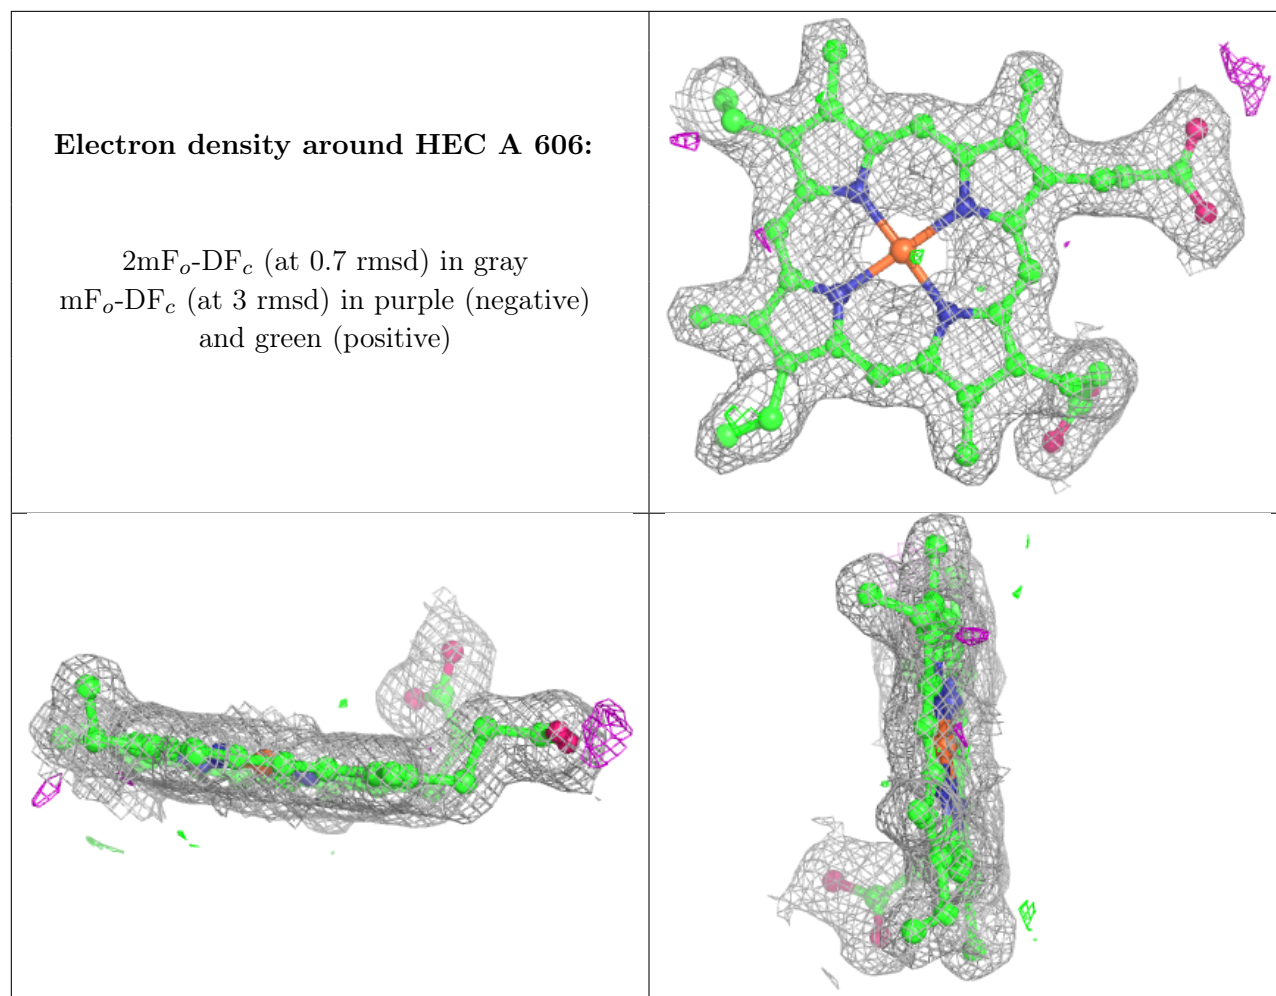 Electron density around HEC A 606:
2mFo-DFc (at 0.7 rmsd) in gray
mFo-DFc (at 3 rmsd) in purple (negative)
and green (positive)